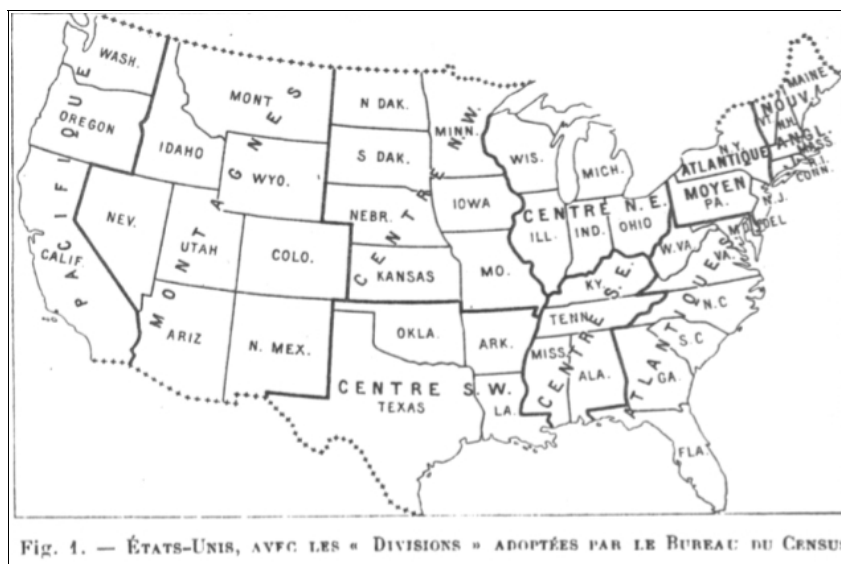 WASH.
OREGON
CALIF.
PACIFIQUE
NEV.
IDAHO
MONT
WYO.
UTAH
COLO.
ARIZ
N. MEX.
MONTAGNES
N DAK.
S DAK.
NEBR.
KANSAS
MINN.
IOWA
MO.
CENTRE N.W.
OKLA.
ARK.
TEXAS
LA.
CENTRE S.W.
WIS.
MICH.
ILL.
IND.
OHIO
CENTRE N.E.
KY.
TENN.
MISS.
ALA.
CENTRE S.E.
W.VA.
VA.
MD.
DEL
N.C
S.C
GA.
FLA.
ATLANTIQUES
N.Y.
PA.
N.J.
ATLANTIQUE
MOYEN
MAINE
VT.
N.H.
MASS.
R.I.
CONN.
NOUV.
ANGL.
Fig. 1. — ÉTATS-UNIS, AVEC LES « DIVISIONS » ADOPTÉES PAR LE BUREAU DU CENSUS